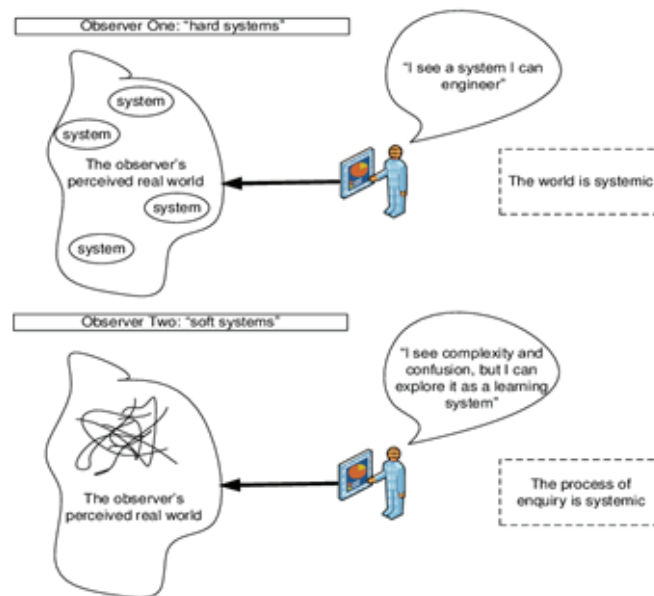 Observer One: “hard systems”
“I see a system I can
engineer”
system
system
The observer’s
perceived real world
system
system
The world is systemic
Observer Two: “soft systems”
“I see complexity and
confusion, but I can
explore it as a learning
system”
The observer’s
perceived real world
The process of
enquiry is systemic